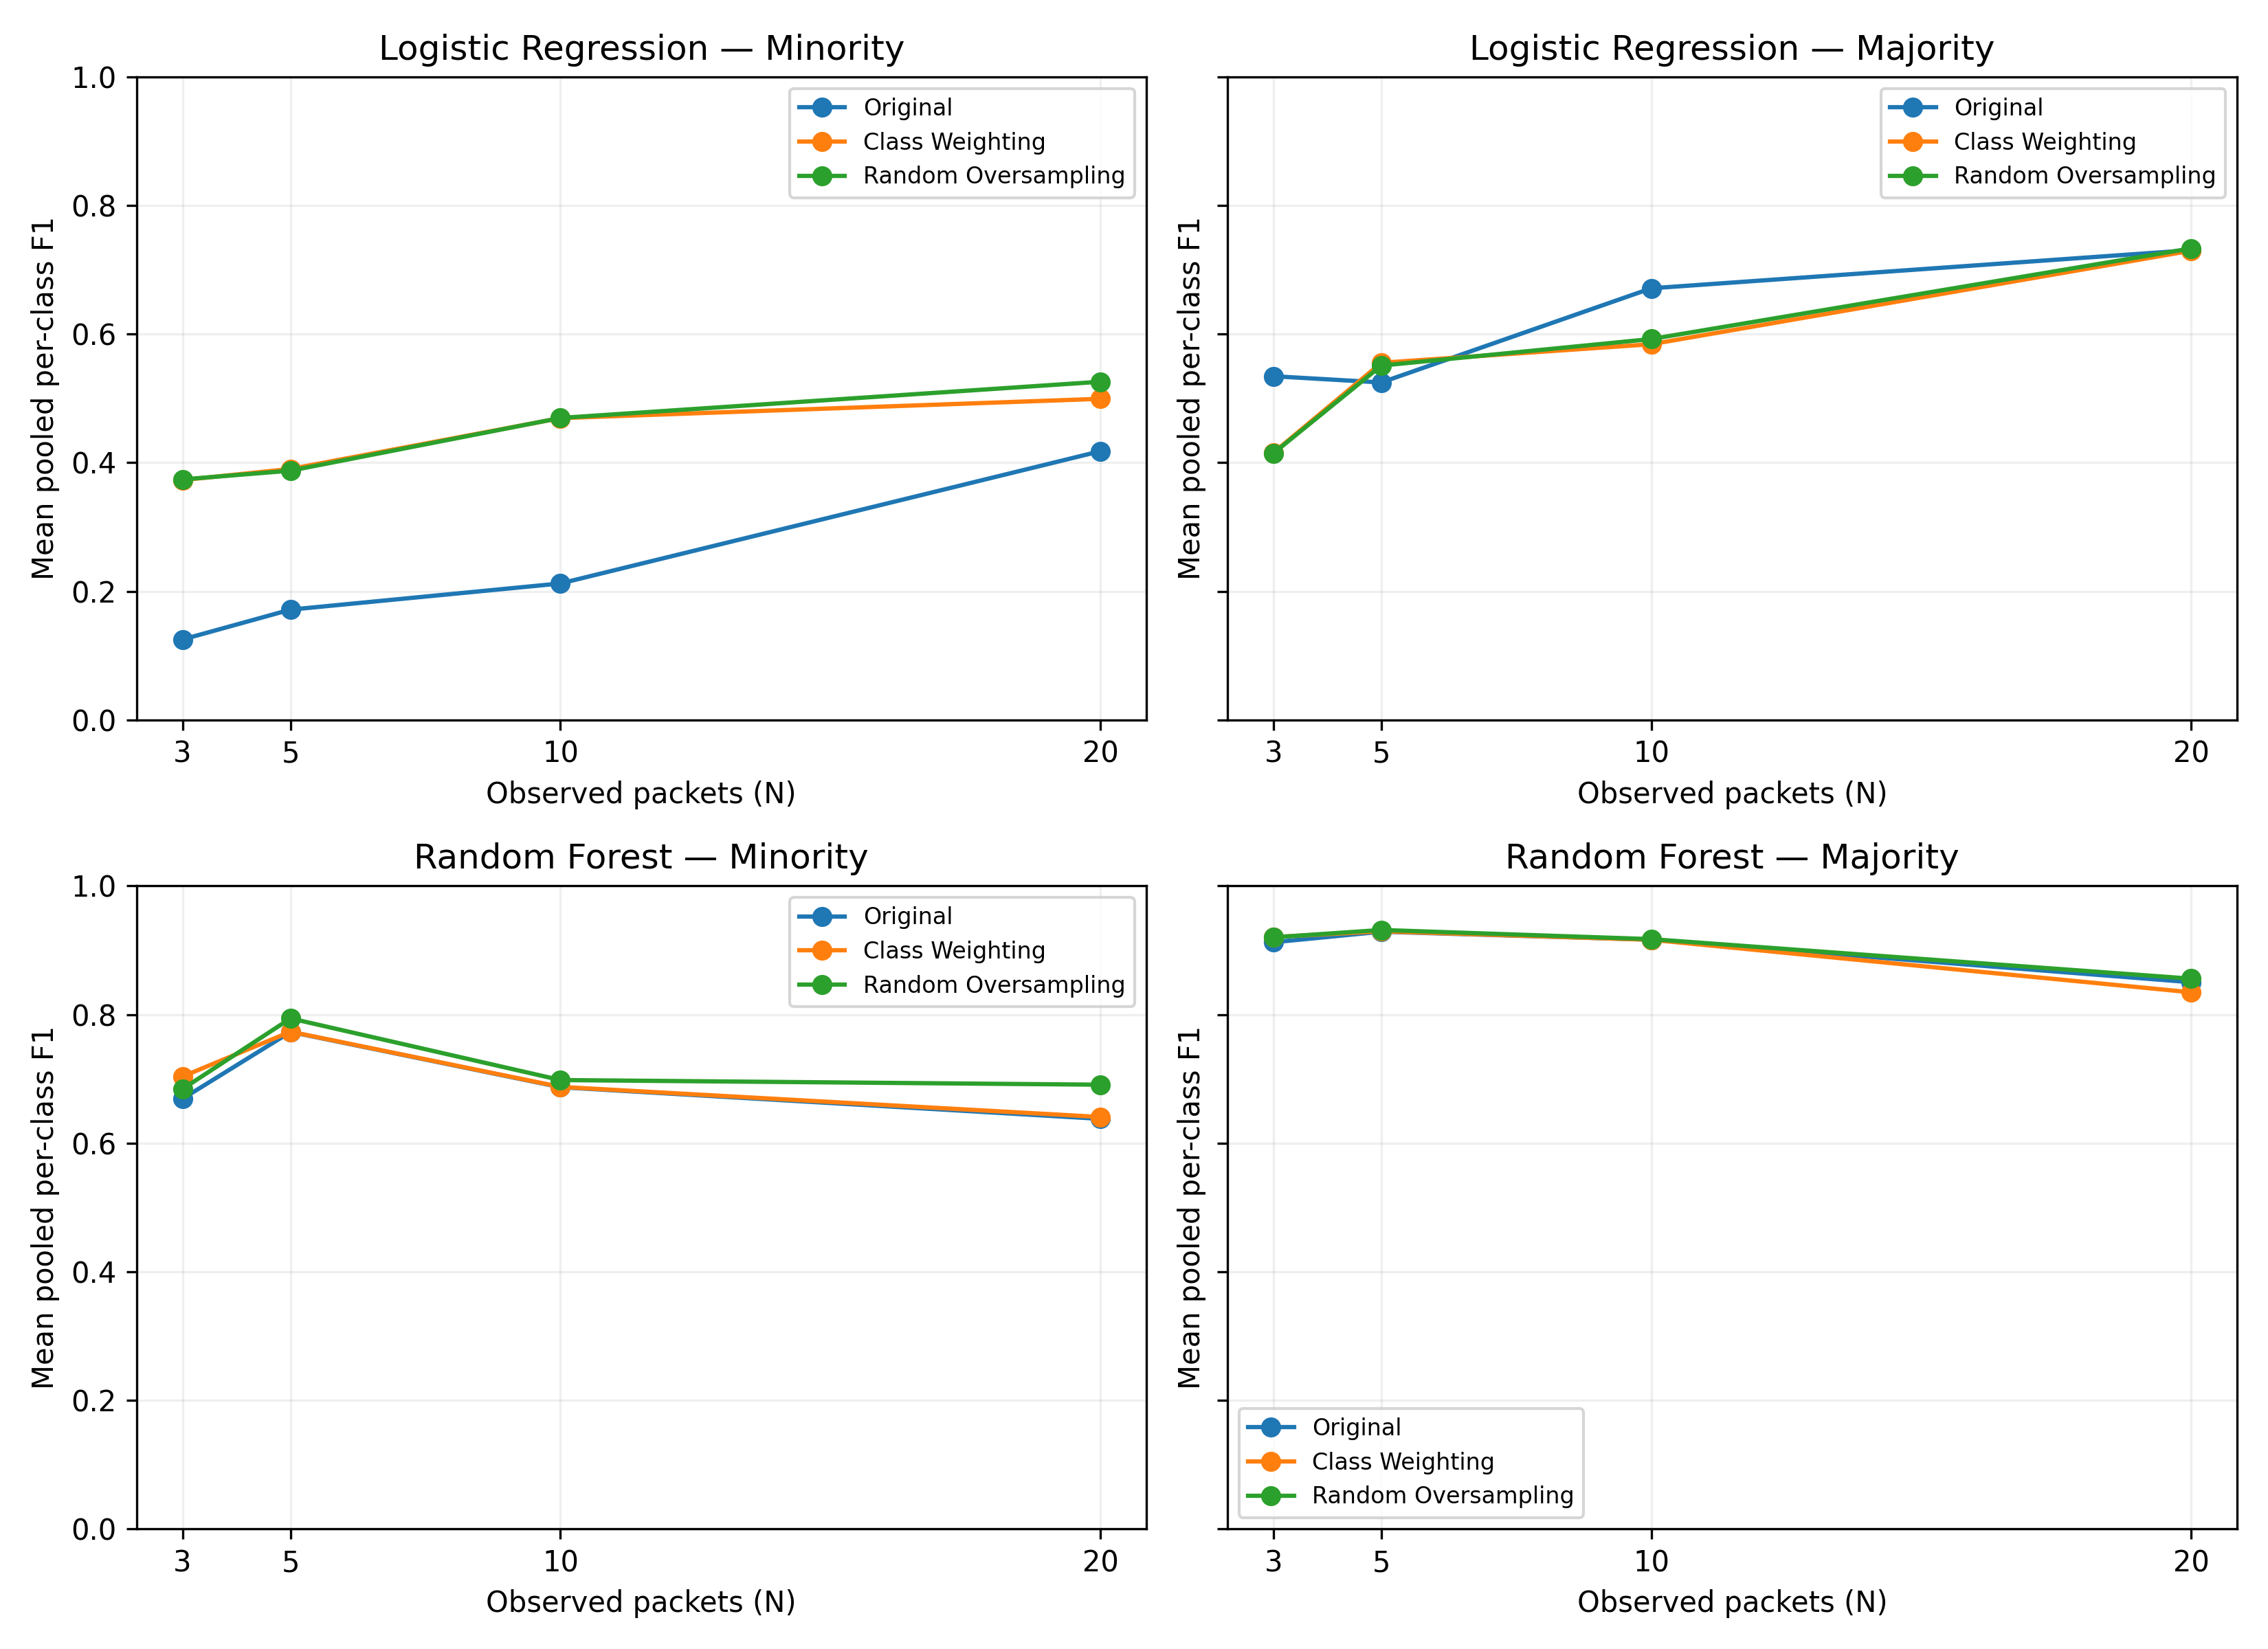 Logistic Regression — Minority
Mean pooled per-class F1
1.0
0.8
0.6
0.4
0.2
0.0
Original
Class Weighting
Random Oversampling
3 5 10 20
Observed packets (N)
Logistic Regression — Majority
Mean pooled per-class F1
Original
Class Weighting
Random Oversampling
3 5 10 20
Observed packets (N)
Random Forest — Minority
Mean pooled per-class F1
1.0
0.8
0.6
0.4
0.2
0.0
Original
Class Weighting
Random Oversampling
3 5 10 20
Observed packets (N)
Random Forest — Majority
Mean pooled per-class F1
Original
Class Weighting
Random Oversampling
3 5 10 20
Observed packets (N)